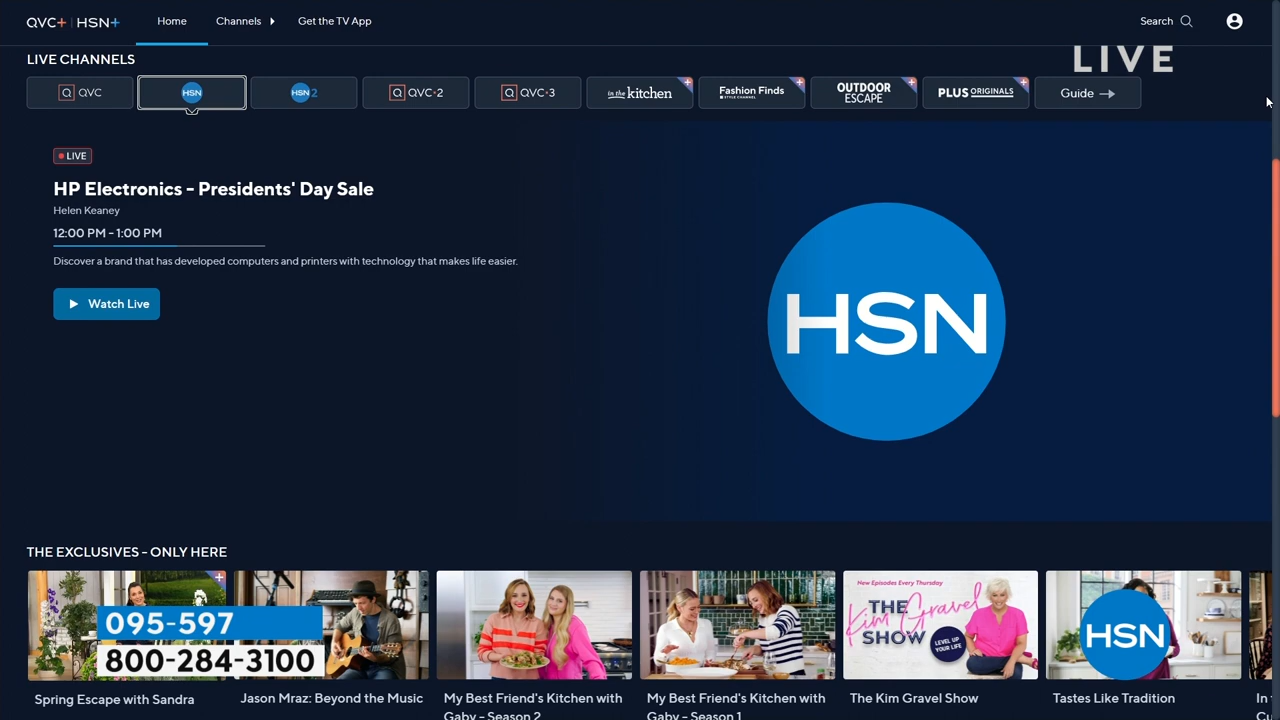 QVC+ | HSN+
Home
Channels
Get the TV App
Search
LIVE CHANNELS
LIVE
QVC
HSN
HSN 2
QVC•2
QVC•3
in the kitchen
Fashion Finds
STYLE CHANNEL
OUTDOOR
ESCAPE
PLUS ORIGINALS
Guide
LIVE
HP Electronics - Presidents' Day Sale
Helen Keaney
12:00 PM - 1:00 PM
Discover a brand that has developed computers and printers with technology that makes life easier.
Watch Live
HSN
THE EXCLUSIVES - ONLY HERE
095-597
800-284-3100
New Episodes Every Thursday
THE
Kim Gravel
SHOW
LEVEL UP
YOUR LIFE
HSN
Spring Escape with Sandra
Jason Mraz: Beyond the Music
My Best Friend's Kitchen with
Gaby - Season 2
My Best Friend's Kitchen with
Gaby - Season 1
The Kim Gravel Show
Tastes Like Tradition